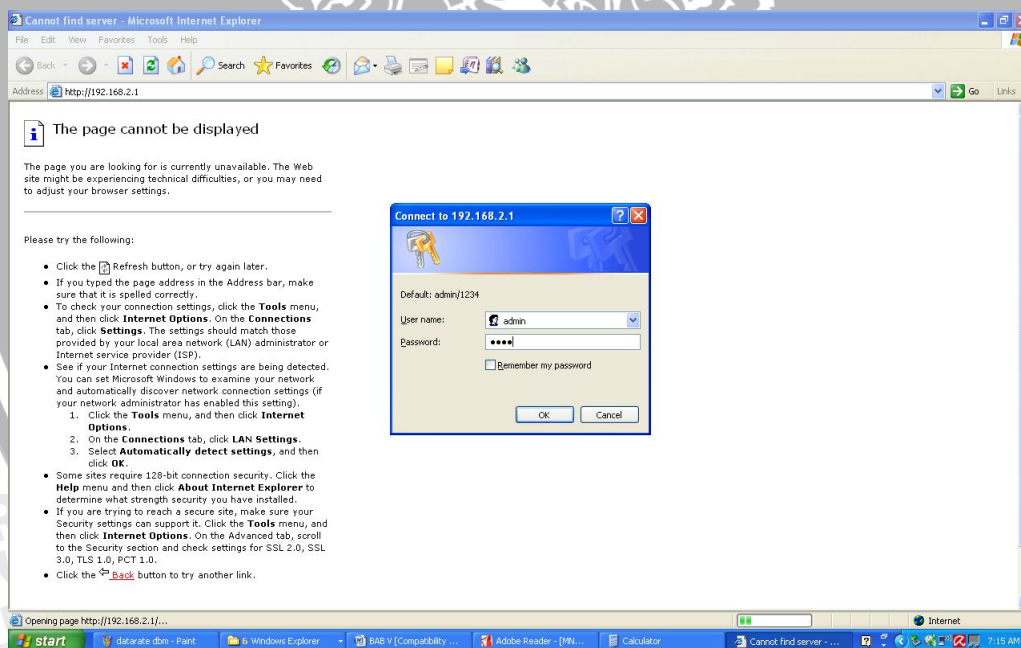 Cannot find server - Microsoft Internet Explorer
File Edit View Favorites Tools Help
Back Search Favorites
Address http://192.168.2.1 Go Links
The page cannot be displayed
The page you are looking for is currently unavailable. The Web
site might be experiencing technical difficulties, or you may need
to adjust your browser settings.
Please try the following:
Click the Refresh button, or try again later.
If you typed the page address in the Address bar, make
sure that it is spelled correctly.
To check your connection settings, click the Tools menu,
and then click Internet Options. On the Connections
tab, click Settings. The settings should match those
provided by your local area network (LAN) administrator or
Internet service provider (ISP).
See if your Internet connection settings are being detected.
You can set Microsoft Windows to examine your network
and automatically discover network connection settings (if
your network administrator has enabled this setting).
1. Click the Tools menu, and then click Internet
Options.
2. On the Connections tab, click LAN Settings.
3. Select Automatically detect settings, and then
click OK.
Some sites require 128-bit connection security. Click the
Help menu and then click About Internet Explorer to
determine what strength security you have installed.
If you are trying to reach a secure site, make sure your
Security settings can support it. Click the Tools menu, and
then click Internet Options. On the Advanced tab, scroll
to the Security section and check settings for SSL 2.0, SSL
3.0, TLS 1.0, PCT 1.0.
Click the Back button to try another link.
Connect to 192.168.2.1
Default: admin/1234
User name: admin
Password: ••••
Remember my password
OK Cancel
Opening page http://192.168.2.1/... Internet
start datarate dbm - Paint 6 Windows Explorer BAB V [Compatibility ... Adobe Reader - [MN... Calculator Cannot find server - ... 7:15 AM